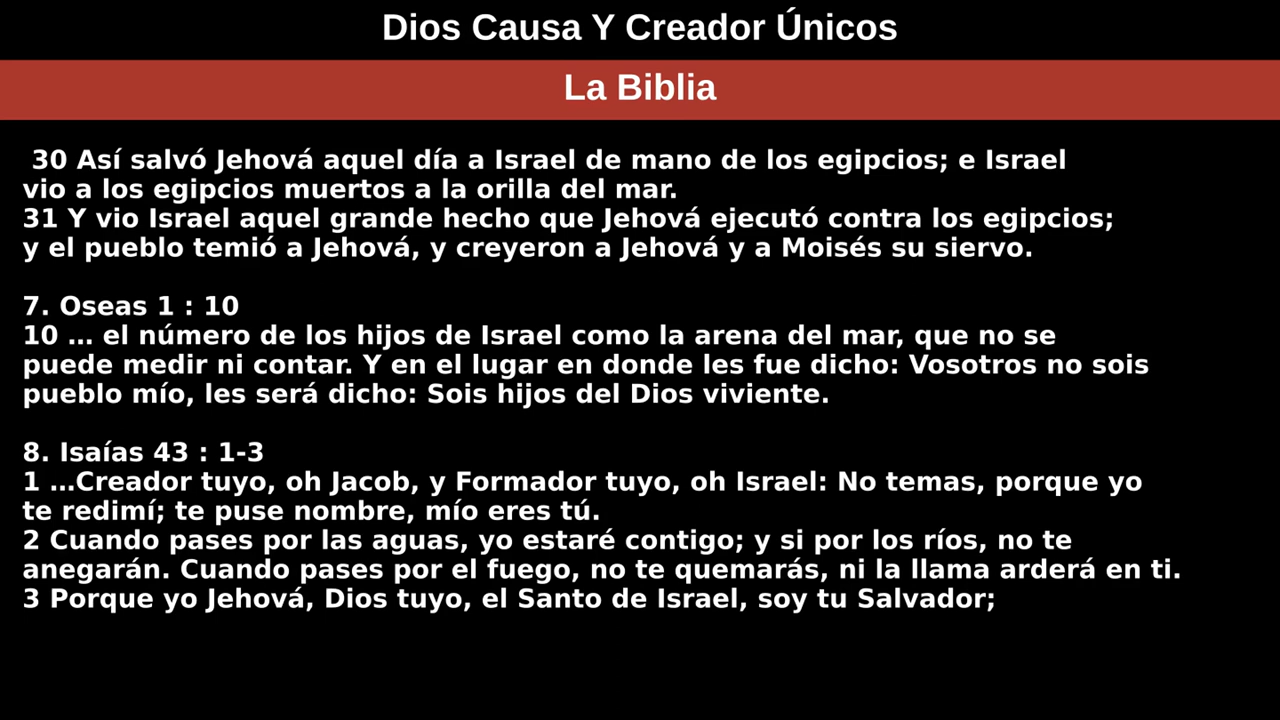 Dios Causa Y Creador Únicos
La Biblia
30 Así salvó Jehová aquel día a Israel de mano de los egipcios; e Israel
vio a los egipcios muertos a la orilla del mar.
31 Y vio Israel aquel grande hecho que Jehová ejecutó contra los egipcios;
y el pueblo temió a Jehová, y creyeron a Jehová y a Moisés su siervo.
7. Oseas 1 : 10
10 … el número de los hijos de Israel como la arena del mar, que no se
puede medir ni contar. Y en el lugar en donde les fue dicho: Vosotros no sois
pueblo mío, les será dicho: Sois hijos del Dios viviente.
8. Isaías 43 : 1-3
1 …Creador tuyo, oh Jacob, y Formador tuyo, oh Israel: No temas, porque yo
te redimí; te puse nombre, mío eres tú.
2 Cuando pases por las aguas, yo estaré contigo; y si por los ríos, no te
anegarán. Cuando pases por el fuego, no te quemarás, ni la llama arderá en ti.
3 Porque yo Jehová, Dios tuyo, el Santo de Israel, soy tu Salvador;